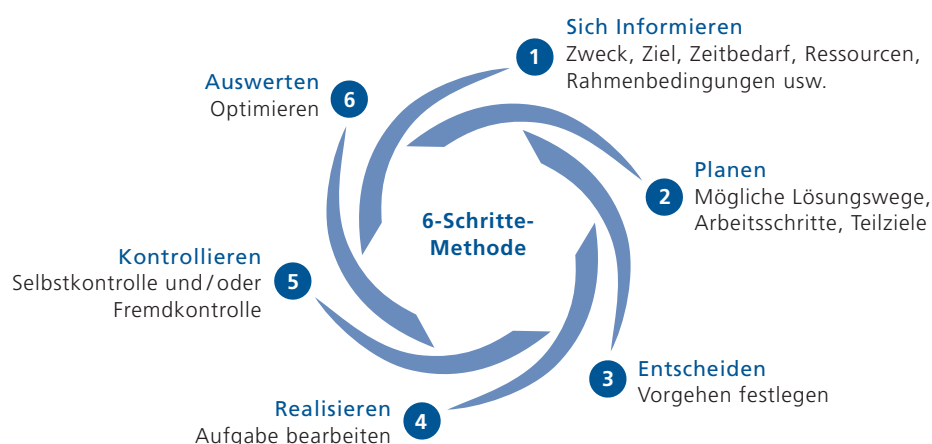 1
Sich Informieren
Zweck, Ziel, Zeitbedarf, Ressourcen,
Rahmenbedingungen usw.
2
Planen
Mögliche Lösungswege,
Arbeitsschritte, Teilziele
3
Entscheiden
Vorgehen festlegen
4
Realisieren
Aufgabe bearbeiten
5
Kontrollieren
Selbstkontrolle und/oder
Fremdkontrolle
6
Auswerten
Optimieren
6-Schritte-
Methode